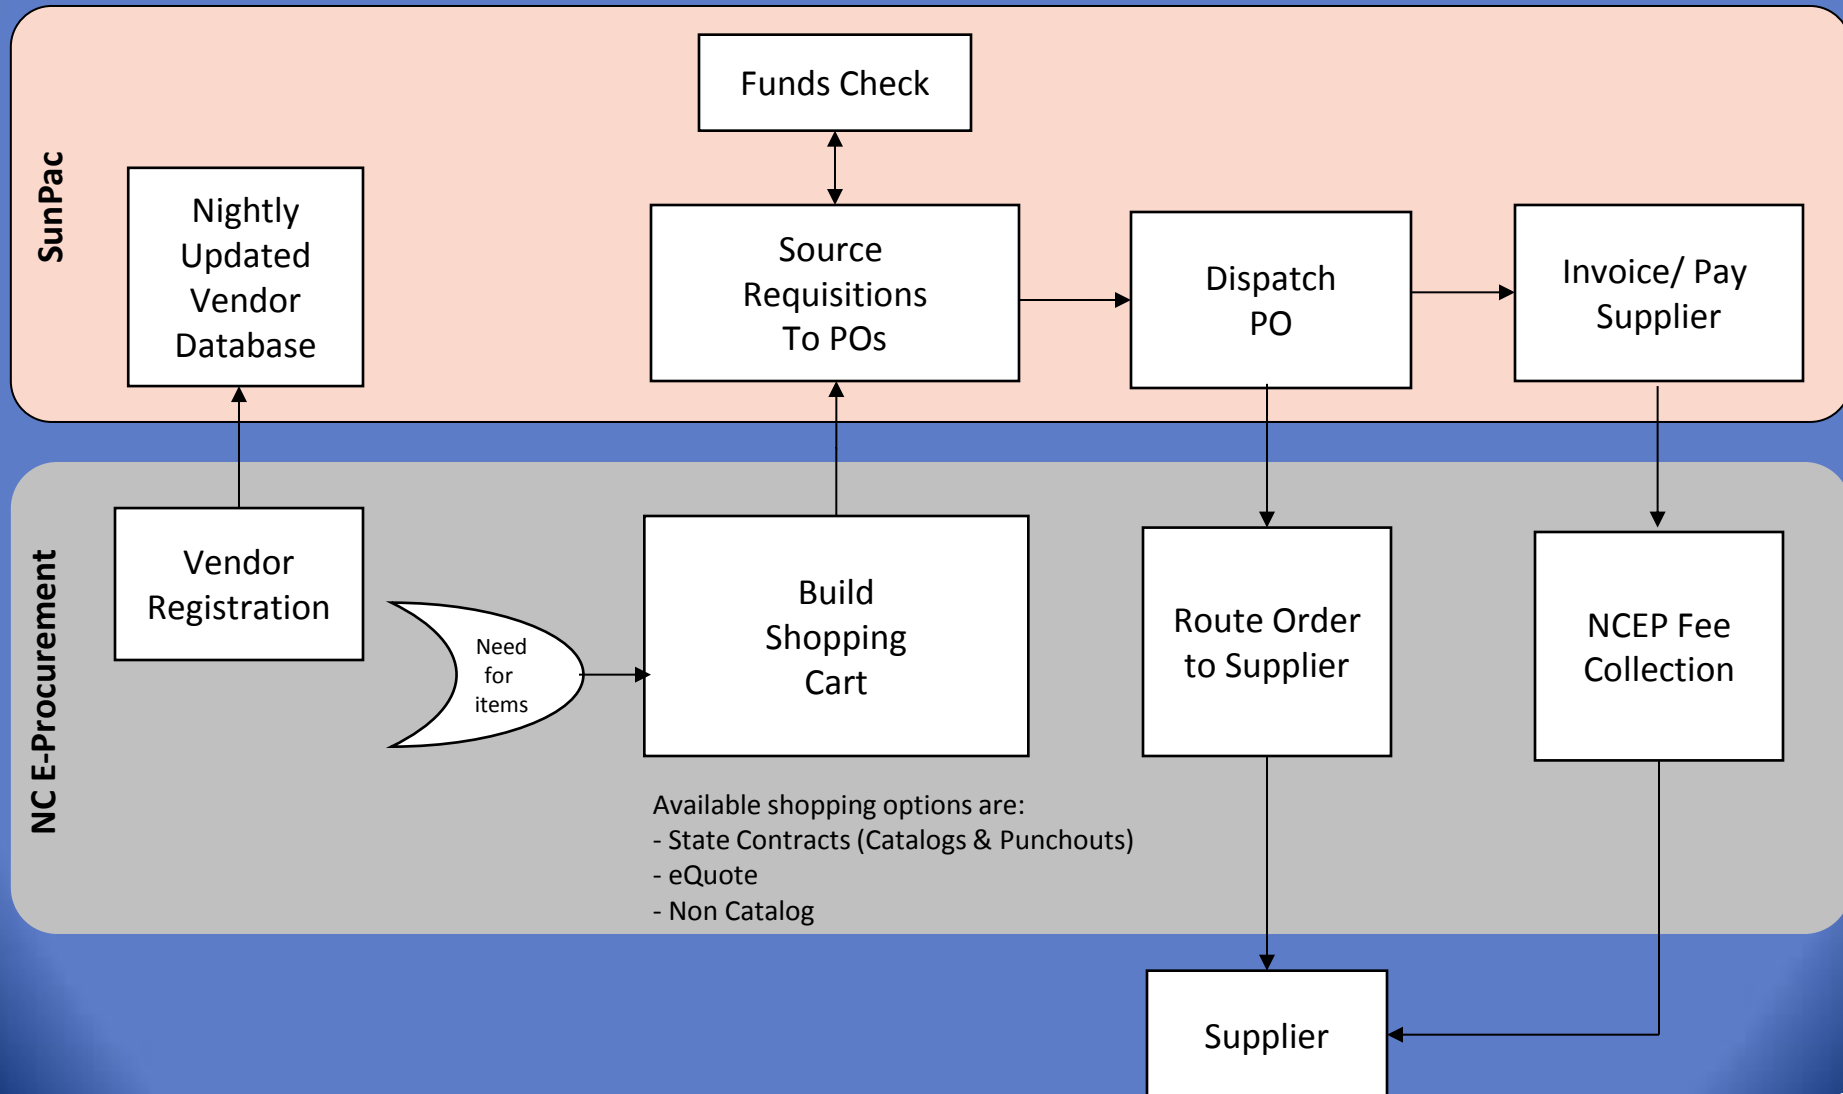 SunPac
Funds Check
Nightly
Updated
Vendor
Database
Source
Requisitions
To POs
Dispatch
PO
Invoice/ Pay
Supplier
NC E-Procurement
Vendor
Registration
Need
for
items
Build
Shopping
Cart
Route Order
to Supplier
NCEP Fee
Collection
Available shopping options are:
- State Contracts (Catalogs & Punchouts)
- eQuote
- Non Catalog
Supplier